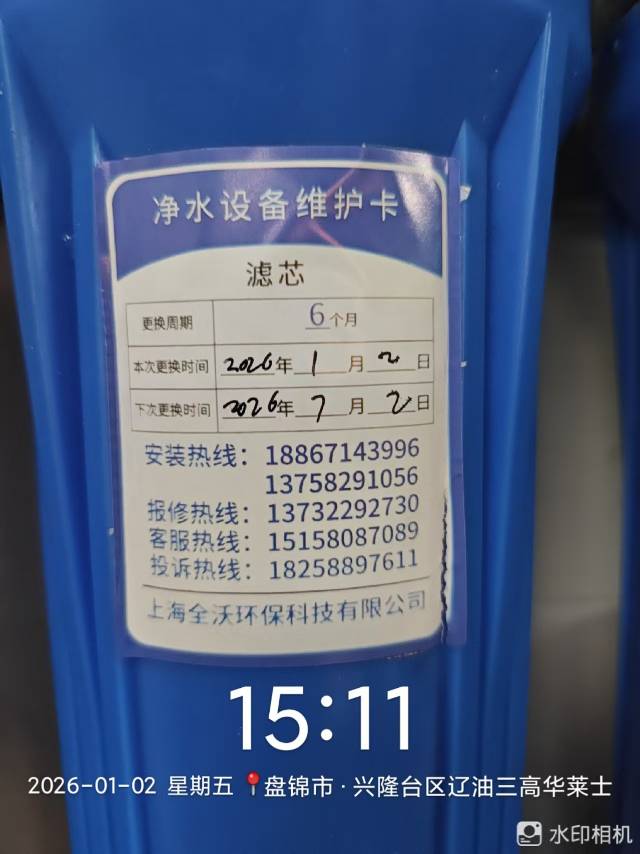 净水设备维护卡
滤芯
更换周期 6个月
本次更换时间 2026年1月2日
下次更换时间 2026年7月2日
安装热线：18867143996
13758291056
报修热线：13732292730
客服热线：15158087089
投诉热线：18258897611
上海全沃环保科技有限公司
15:11
2026-01-02 星期五 📍盘锦市·兴隆台区辽油三高华莱士
水印相机